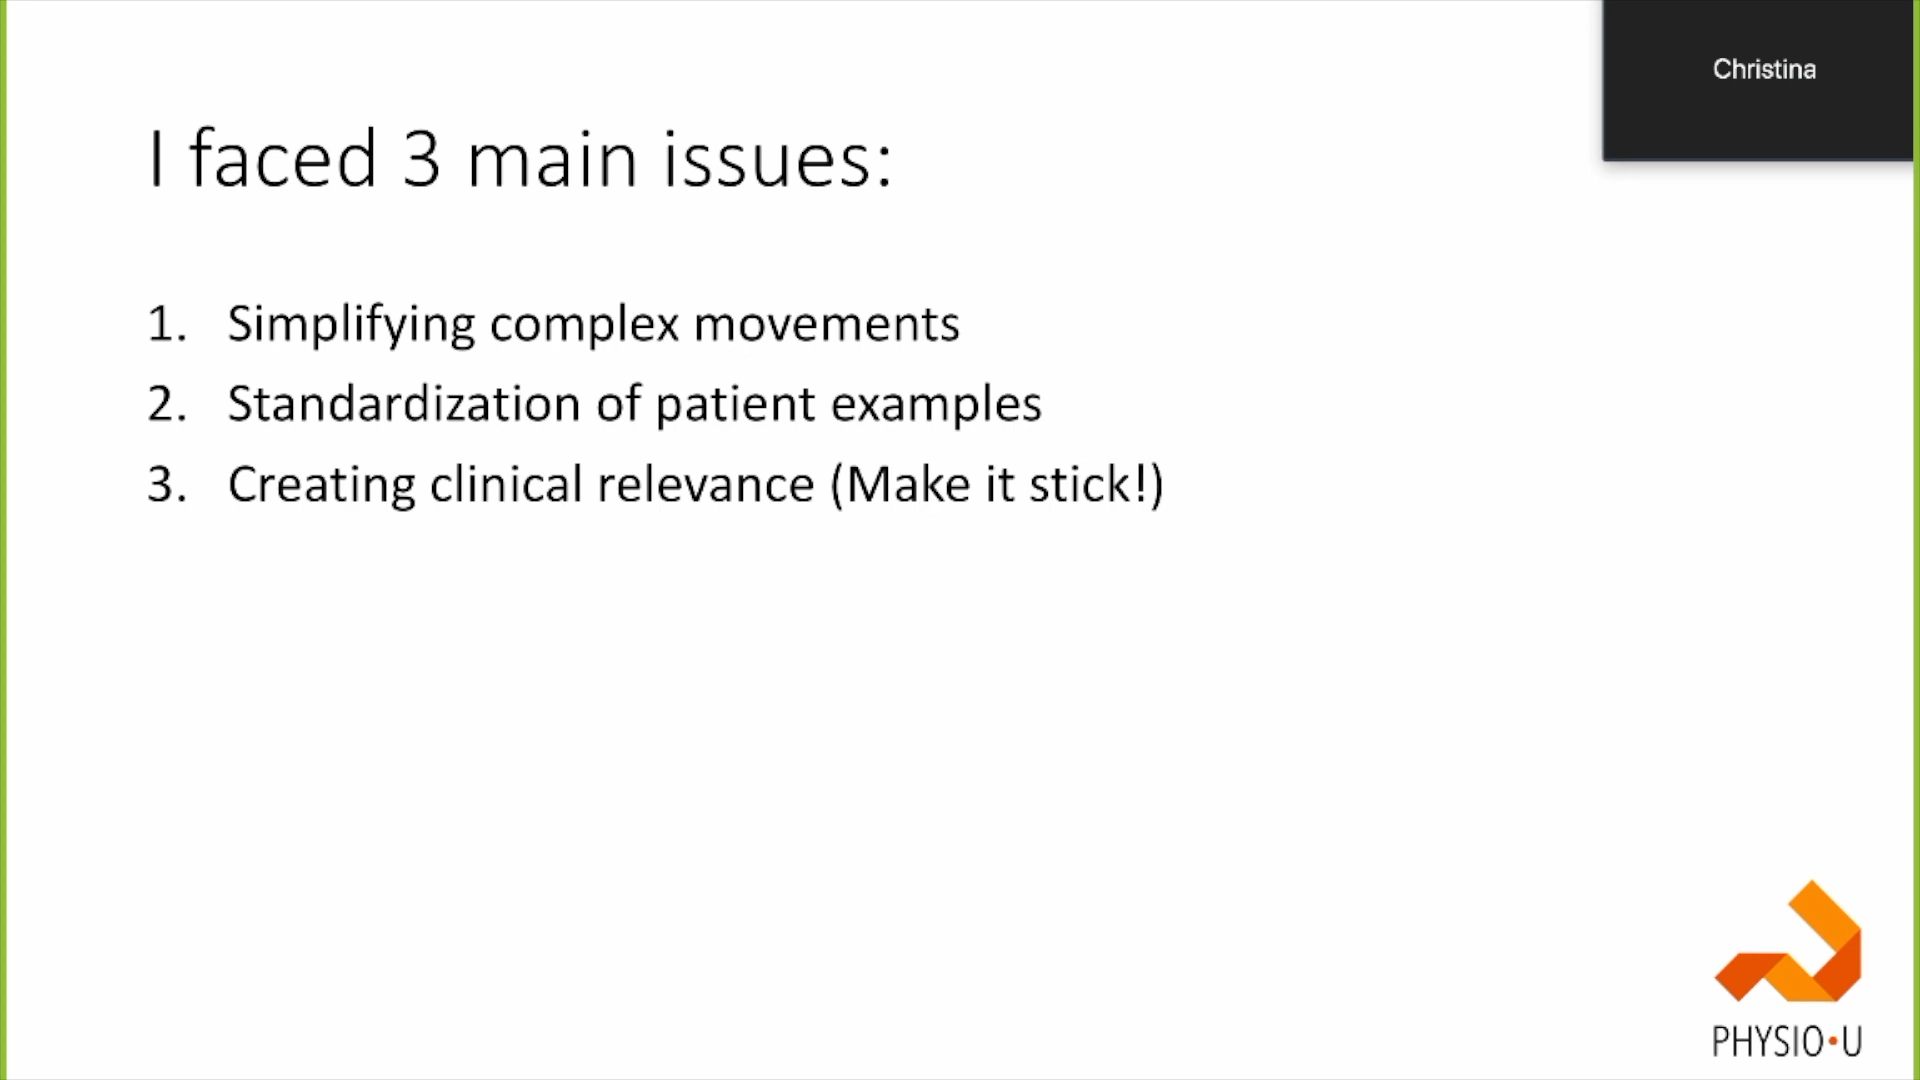 Christina
I faced 3 main issues:
1. Simplifying complex movements
2. Standardization of patient examples
3. Creating clinical relevance (Make it stick!)
PHYSIO•U